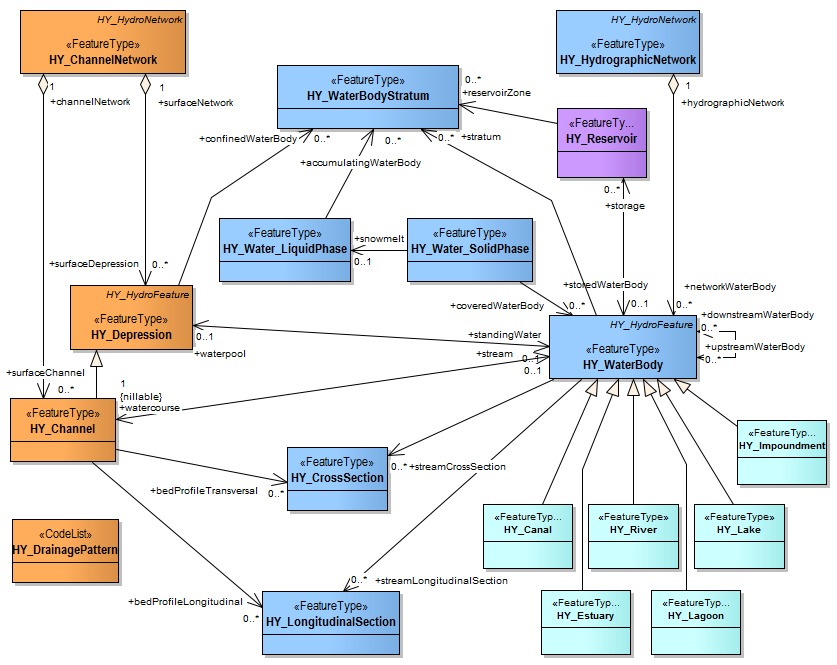 HY_HydroNetwork
«FeatureType»
HY_ChannelNetwork
HY_HydroNetwork
«FeatureType»
HY_HydrographicNetwork
«FeatureType»
HY_WaterBodyStratum
0..*
+reservoirZone
1
+channelNetwork
1
+surfaceNetwork
1
+hydrographicNetwork
«FeatureTy...
HY_Reservoir
+confinedWaterBody
0..*
0..*
0..*
+stratum
+accumulatingWaterBody
0..*
+storage
«FeatureType»
HY_Water_LiquidPhase
+snowmelt
0..1
«FeatureType»
HY_Water_SolidPhase
+surfaceDepression
0..*
+storedWaterBody
0..1
+networkWaterBody
0..*
+coveredWaterBody
0..*
HY_HydroFeature
«FeatureType»
HY_Depression
0..1
+waterpool
HY_HydroFeature
«FeatureType»
HY_WaterBody
+downstreamWaterBody
0..*
+upstreamWaterBody
0..*
+standingWater
0..1
+stream
0..1
+surfaceChannel
0..*
1
{nillable}
+watercourse
«FeatureType»
HY_Channel
«FeatureTyp...
HY_Impoundment
«FeatureType»
HY_CrossSection
0..*
+streamCrossSection
+bedProfileTransversal
0..*
«FeatureTyp...
HY_Canal
«FeatureType»
HY_River
«FeatureType»
HY_Lake
«CodeList»
HY_DrainagePattern
0..*
+streamLongitudinalSection
+bedProfileLongitudinal
0..*
«FeatureType»
HY_LongitudinalSection
«FeatureTyp...
HY_Estuary
«FeatureTyp...
HY_Lagoon